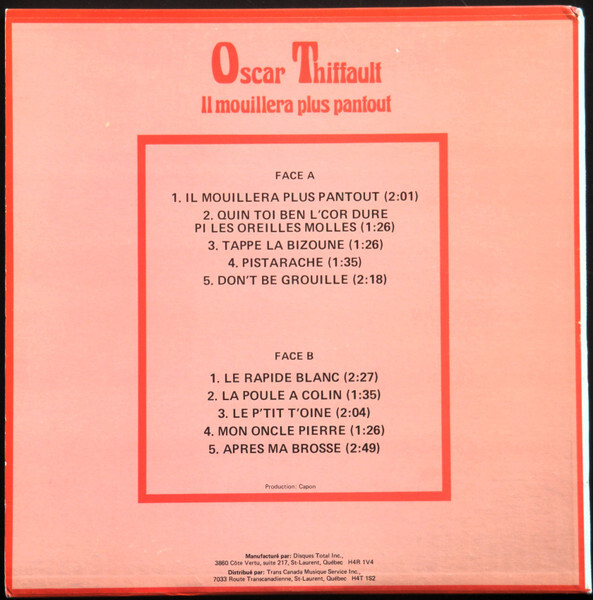 Oscar Thiffault
Il mouillera plus pantout
FACE A
1. IL MOUILLERA PLUS PANTOUT (2:01)
2. QUIN TOI BEN L'COR DURE
PI LES OREILLES MOLLES (1:26)
3. TAPPE LA BIZOUNE (1:26)
4. PISTARACHE (1:35)
5. DON'T BE GROUILLE (2:18)
FACE B
1. LE RAPIDE BLANC (2:27)
2. LA POULE A COLIN (1:35)
3. LE P'TIT T'OINE (2:04)
4. MON ONCLE PIERRE (1:26)
5. APRES MA BROSSE (2:49)
Production: Capon
Manufacturé par: Disques Total Inc.,
3860 Côte Vertu, suite 217, St-Laurent, Québec H4R 1V4
Distribué par: Trans Canada Musique Service Inc.,
7033 Route Transcanadienne, St-Laurent, Québec H4T 1S2